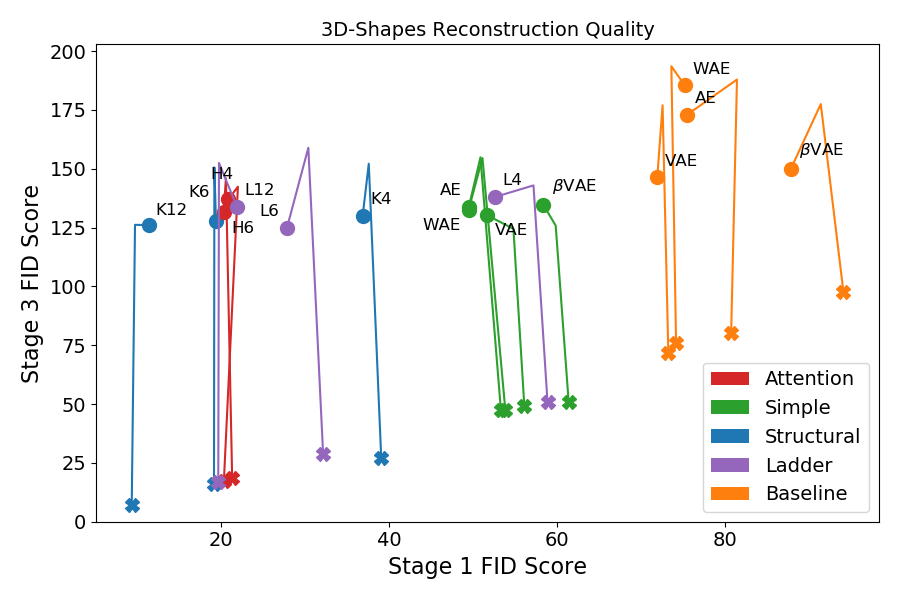 3D-Shapes Reconstruction Quality
Stage 3 FID Score
200
175
150
125
100
75
50
25
0
WAE
AE
VAE
βVAE
H4
K6
L12
K12
L6
H6
K4
AE
L4
βVAE
WAE
VAE
Attention
Simple
Structural
Ladder
Baseline
20
40
60
80
Stage 1 FID Score